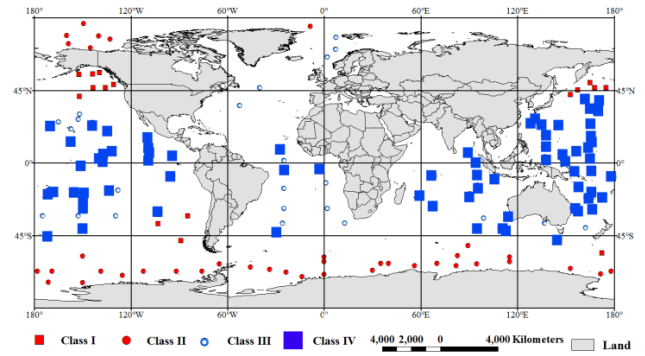 180° 120°W 60°W 0° 60°E 120°E 180°
45°N 45°N
0° 0°
45°S 45°S
180° 120°W 60°W 0° 60°E 120°E 180°
Class I Class II Class III Class IV 4,000 2,000 0 4,000 Kilometers Land